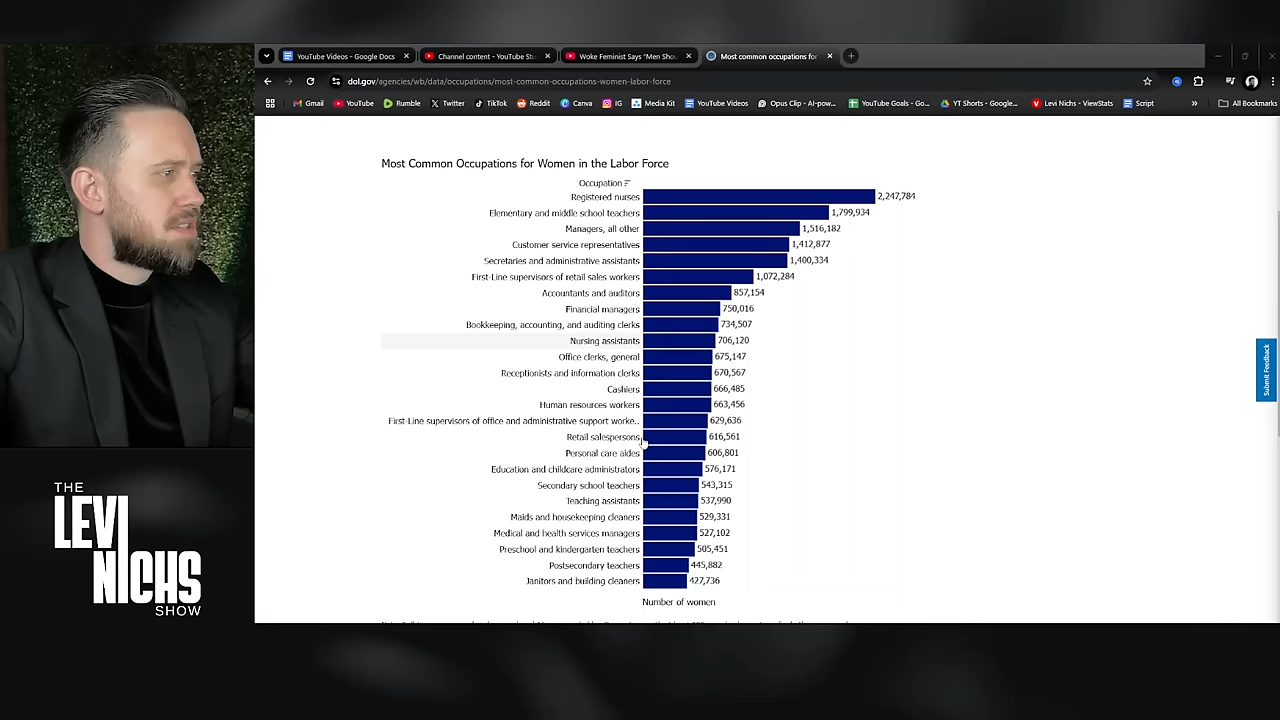 YouTube Videos - Google Docs
Channel content - YouTube Stu
Woke Feminist Says "Men Shou
Most common occupations for
dol.gov/agencies/wb/data/occupations/most-common-occupations-women-labor-force
Gmail
YouTube
Rumble
Twitter
TikTok
Reddit
Canva
IG
Media Kit
YouTube Videos
Opus Clip - AI-pow...
YouTube Goals - Go...
YT Shorts - Google...
Levi Nichs - ViewStats
Script
All Bookmarks
Most Common Occupations for Women in the Labor Force
Occupation
Registered nurses 2,247,784
Elementary and middle school teachers 1,799,934
Managers, all other 1,516,182
Customer service representatives 1,412,877
Secretaries and administrative assistants 1,400,334
First-Line supervisors of retail sales workers 1,072,284
Accountants and auditors 857,154
Financial managers 750,016
Bookkeeping, accounting, and auditing clerks 734,507
Nursing assistants 706,120
Office clerks, general 675,147
Receptionists and information clerks 670,567
Cashiers 666,485
Human resources workers 663,456
First-Line supervisors of office and administrative support worke.. 629,636
Retail salespersons 616,561
Personal care aides 606,801
Education and childcare administrators 576,171
Secondary school teachers 543,315
Teaching assistants 537,990
Maids and housekeeping cleaners 529,331
Medical and health services managers 527,102
Preschool and kindergarten teachers 505,451
Postsecondary teachers 445,882
Janitors and building cleaners 427,736
Number of women
Submit Feedback
THE
LEVI
NICHS
SHOW